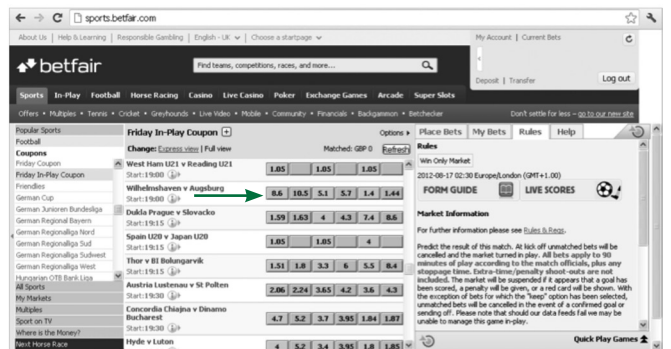 sports.betfair.com
About Us | Help & Learning | Responsible Gambling | English - UK | Choose a startpage
My Account | Current Bets
betfair
Find teams, competitions, races, and more...
Deposit | Transfer
Log out
Sports In-Play Football Horse Racing Casino Live Casino Poker Exchange Games Arcade Super Slots
Offers • Multiples • Tennis • Cricket • Greyhounds • Live Video • Mobile • Community • Financials • Backgammon • Betchecker
Don't settle for less – go to our new site
Popular Sports
Football
Coupons
Friday Coupon
Friday In-Play Coupon
Friendlies
German Cup
German Junioren Bundesliga
German Regional Bayern
German Regionalliga Nord
German Regionalliga Sud
German Regionalliga Sudwest
German Regionalliga West
Hungarian OTB Bank Liga
All Sports
My Markets
Multiples
Sport on TV
Where is the Money?
Next Horse Race
Friday In-Play Coupon
Options
Change: Express view | Full view
Matched: GBP 0
Refresh
West Ham U21 v Reading U21
Start: 19:00
1.05 1.05 1.05
Wilhelmshaven v Augsburg
Start: 19:00
8.6 10.5 5.1 5.7 1.4 1.44
Dukla Prague v Slovacko
Start: 19:15
1.59 1.63 4 4.3 7.4 8.6
Spain U20 v Japan U20
Start: 19:15
1.05 1.05 4
Thor v BI Bolungarvik
Start: 19:15
1.51 1.8 3.3 6 5.5 8.4
Austria Lustenau v St Polten
Start: 19:30
2.06 2.24 3.65 4.2 3.6 4.3
Concordia Chiajna v Dinamo
Bucharest
Start: 19:30
4.7 5.2 3.7 3.95 1.84 1.87
Hyde v Luton
4 5.2 3.4 3.95 1.8 1.85
Place Bets My Bets Rules Help
Rules
Win Only Market
2012-08-17 02:30 Europe/London (GMT+1.00)
FORM GUIDE
LIVE SCORES
Market Information
For further information please see Rules & Regs.
Predict the result of this match. At kick off unmatched bets will be
cancelled and the market turned in play. All bets apply to 90
minutes of play according to the match officials, plus any
stoppage time. Extra-time/penalty shoot-outs are not
included. The market will be suspended if it appears that a goal has
been scored, a penalty will be given, or a red card will be shown. With
the exception of bets for which the "keep" option has been selected,
unmatched bets will be cancelled in the event of a confirmed goal or
sending off. Please note that should our data feeds fail we may be
unable to manage this game in-play.
Quick Play Games